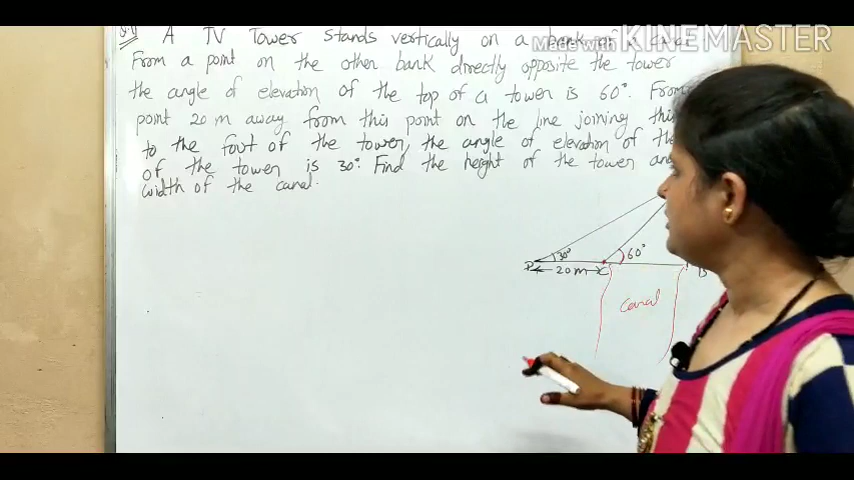 Q.4 A TV Tower stands vertically on a bank of a canal
From a point on the other bank directly opposite the tower
the angle of elevation of the top of a tower is 60°. From
point 20 m away from this point on the line joining this
to the foot of the tower, the angle of elevation of the
of the tower is 30°. Find the height of the tower and
width of the canal.
Made with KINEMASTER
30° 60°
D 20 m C B
canal